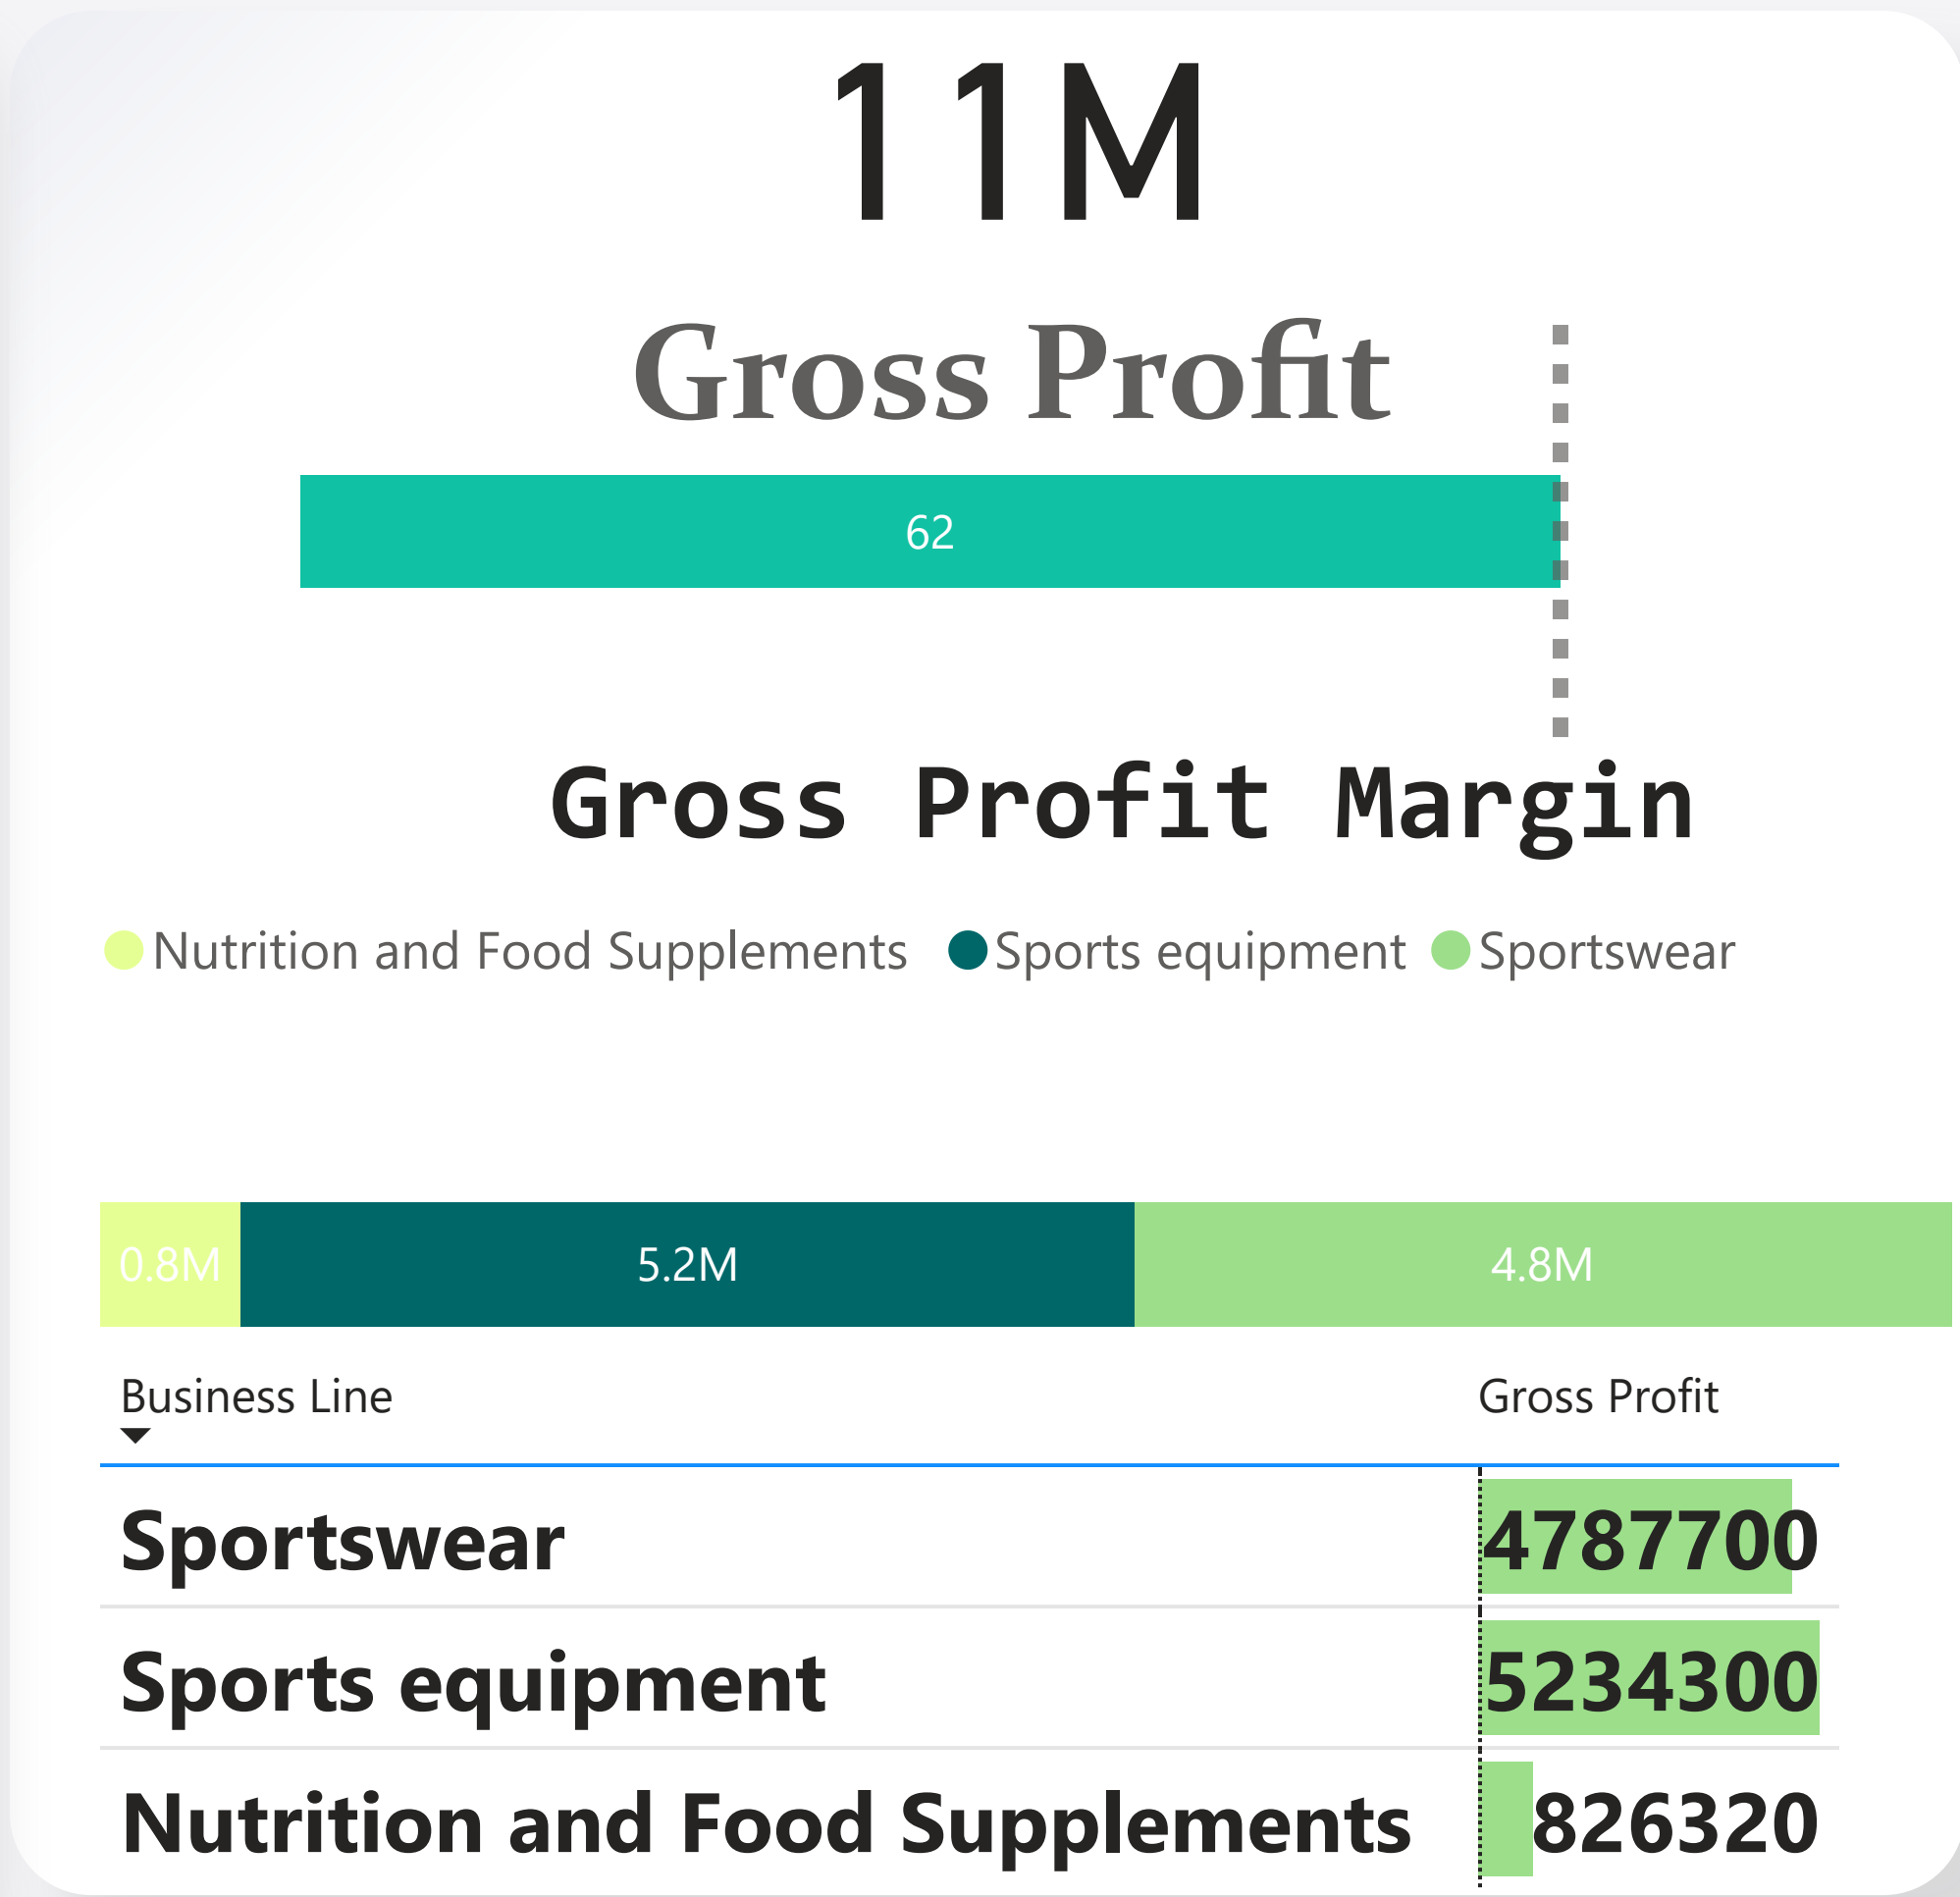 11M
Gross Profit
62
Gross Profit Margin
Nutrition and Food Supplements Sports equipment Sportswear
0.8M 5.2M 4.8M
Business Line Gross Profit
Sportswear 4787700
Sports equipment 5234300
Nutrition and Food Supplements 826320